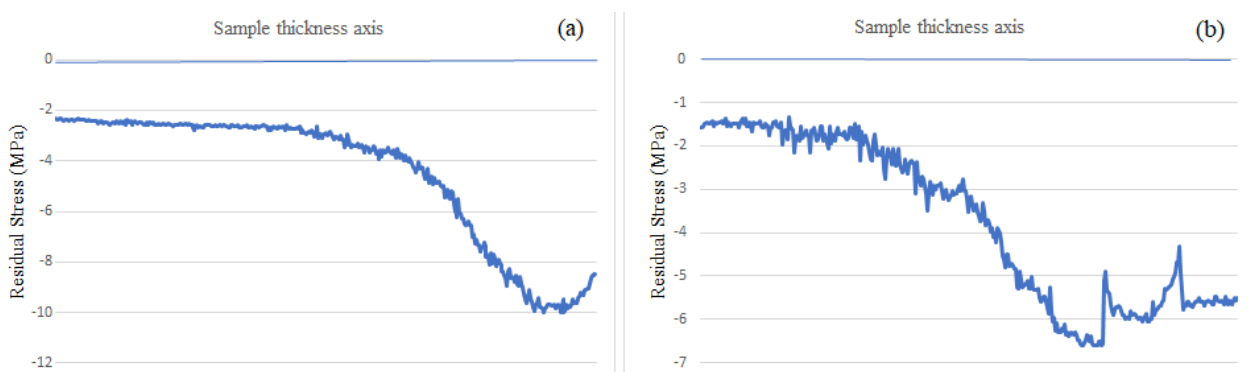 Sample thickness axis
(a)
0
-2
-4
-6
-8
-10
-12
Residual Stress (MPa)
Sample thickness axis
(b)
0
-1
-2
-3
-4
-5
-6
-7
Residual Stress (MPa)